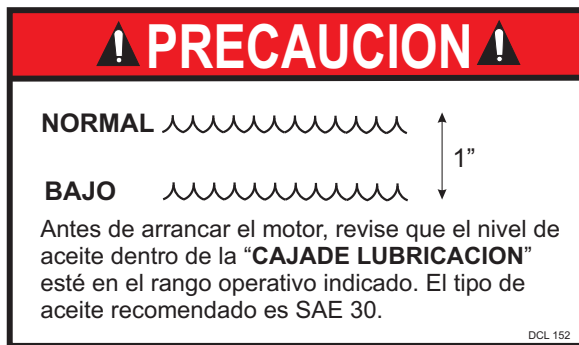 PRECAUCION
NORMAL
1”
BAJO
Antes de arrancar el motor, revise que el nivel de
aceite dentro de la “CAJADE LUBRICACION”
esté en el rango operativo indicado. El tipo de
aceite recomendado es SAE 30.
DCL 152